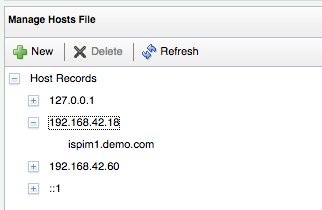 Manage Hosts File
New Delete Refresh
Host Records
127.0.0.1
192.168.42.18
ispim1.demo.com
192.168.42.60
::1